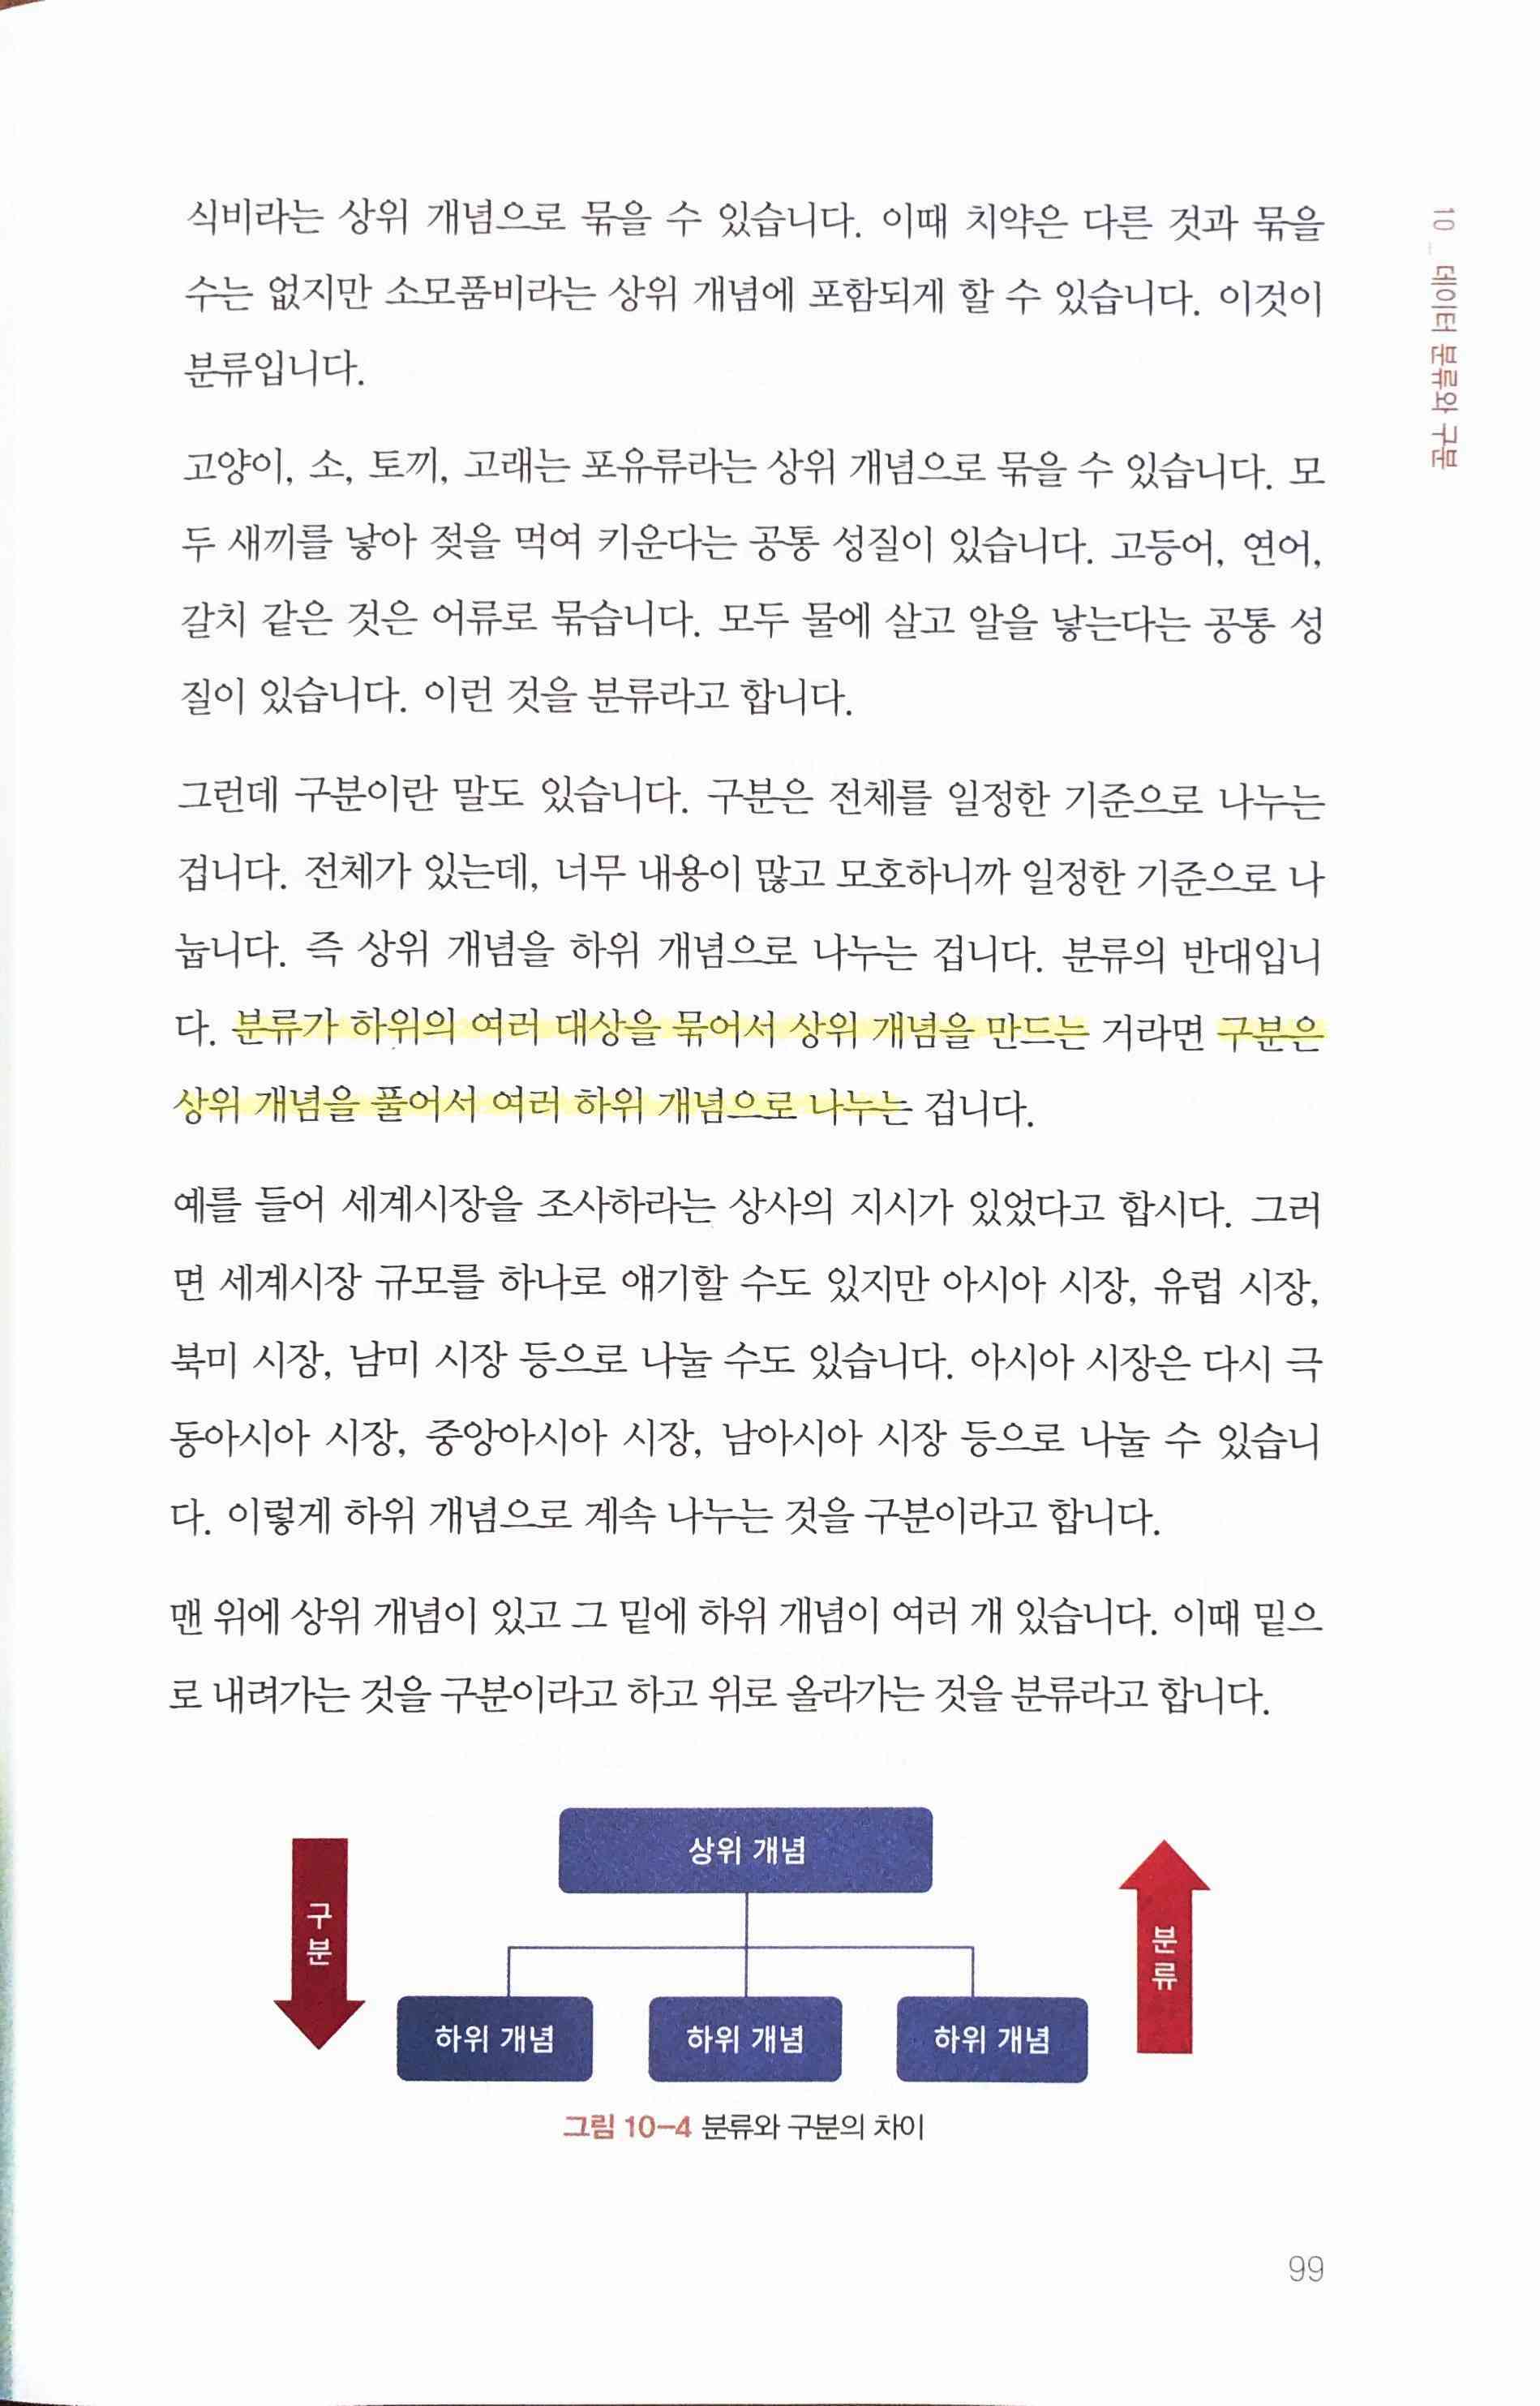 식비라는 상위 개념으로 묶을 수 있습니다. 이때 치약은 다른 것과 묶을
수는 없지만 소모품비라는 상위 개념에 포함되게 할 수 있습니다. 이것이
분류입니다.
고양이, 소, 토끼, 고래는 포유류라는 상위 개념으로 묶을 수 있습니다. 모
두 새끼를 낳아 젖을 먹여 키운다는 공통 성질이 있습니다. 고등어, 연어,
갈치 같은 것은 어류로 묶습니다. 모두 물에 살고 알을 낳는다는 공통 성
질이 있습니다. 이런 것을 분류라고 합니다.
그런데 구분이란 말도 있습니다. 구분은 전체를 일정한 기준으로 나누는
겁니다. 전체가 있는데, 너무 내용이 많고 모호하니까 일정한 기준으로 나
눕니다. 즉 상위 개념을 하위 개념으로 나누는 겁니다. 분류의 반대입니
다. 분류가 하위의 여러 대상을 묶어서 상위 개념을 만드는 거라면 구분은
상위 개념을 풀어서 여러 하위 개념으로 나누는 겁니다.
예를 들어 세계시장을 조사하라는 상사의 지시가 있었다고 합시다. 그러
면 세계시장 규모를 하나로 얘기할 수도 있지만 아시아 시장, 유럽 시장,
북미 시장, 남미 시장 등으로 나눌 수도 있습니다. 아시아 시장은 다시 극
동아시아 시장, 중앙아시아 시장, 남아시아 시장 등으로 나눌 수 있습니
다. 이렇게 하위 개념으로 계속 나누는 것을 구분이라고 합니다.
맨 위에 상위 개념이 있고 그 밑에 하위 개념이 여러 개 있습니다. 이때 밑으
로 내려가는 것을 구분이라고 하고 위로 올라가는 것을 분류라고 합니다.
상위 개념
구분
분류
하위 개념
하위 개념
하위 개념
그림 10-4 분류와 구분의 차이
10 _ 데이터 분류와 구분
99